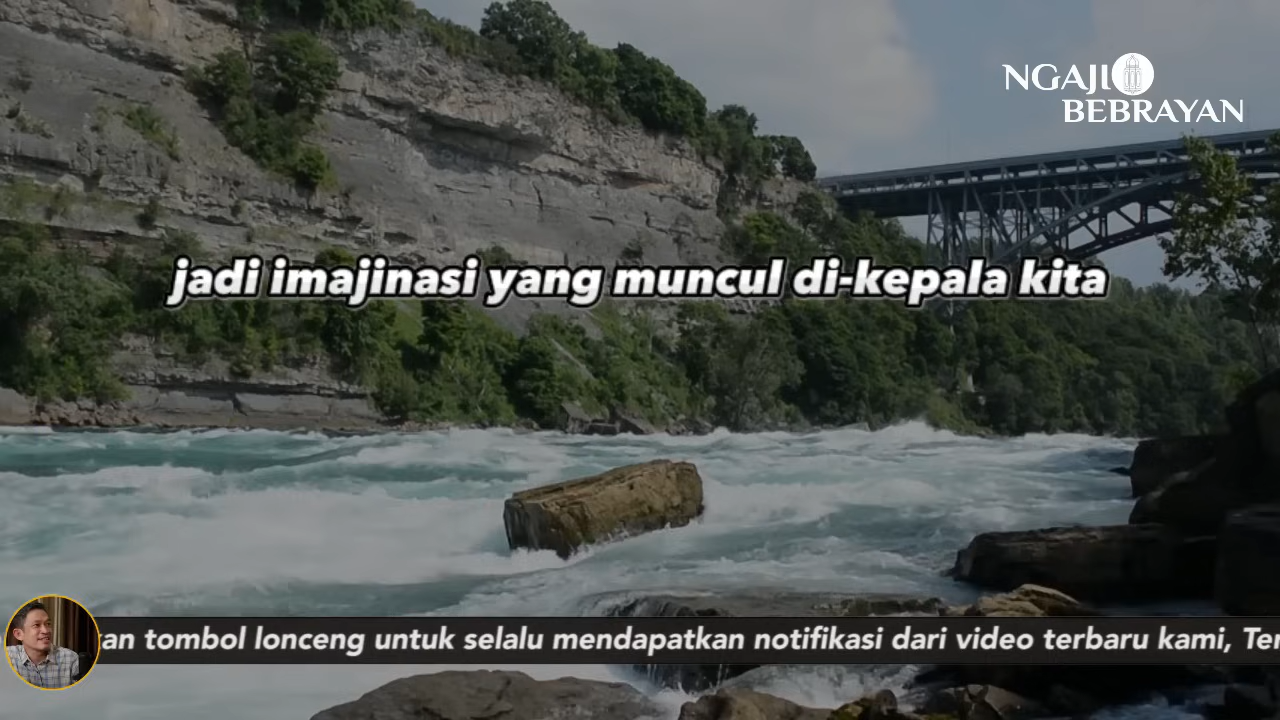 NGAJI
BEBRAYAN
jadi imajinasi yang muncul di-kepala kita
tombol lonceng untuk selalu mendapatkan notifikasi dari video terbaru kami,